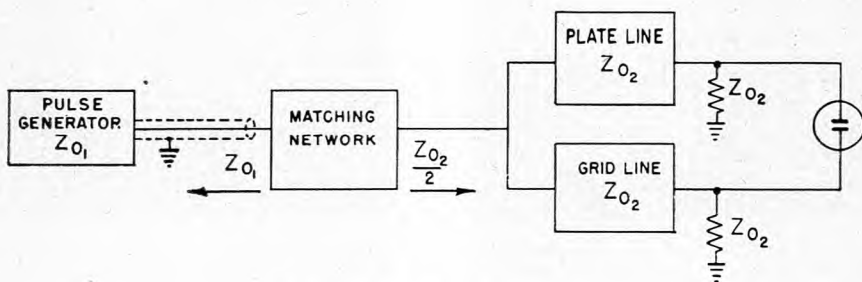 PULSE
GENERATOR
Z₀₁
Z₀₁
MATCHING
NETWORK
Z₀₂
2
PLATE LINE
Z₀₂
GRID LINE
Z₀₂
Z₀₂
Z₀₂